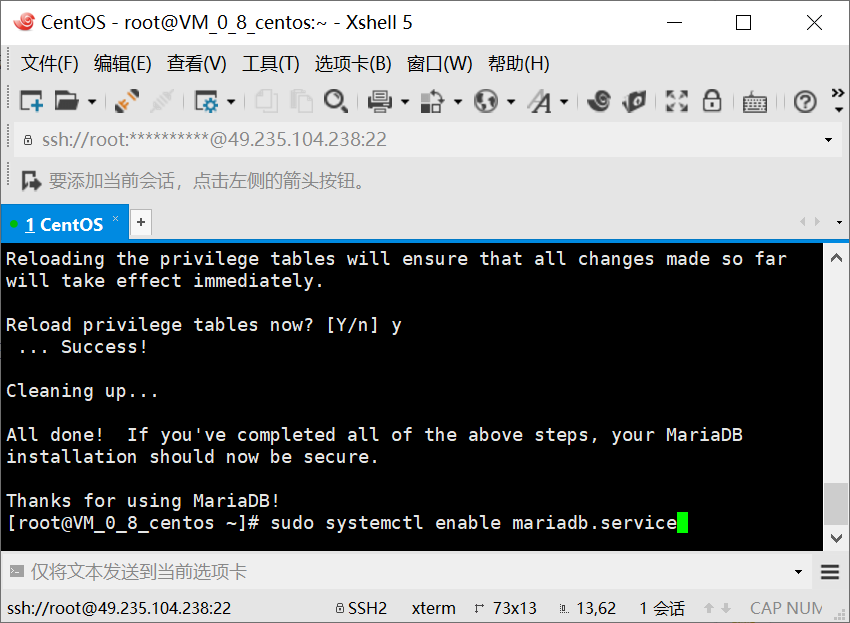 CentOS - root@VM_0_8_centos:~ - Xshell 5
文件(F) 编辑(E) 查看(V) 工具(T) 选项卡(B) 窗口(W) 帮助(H)
ssh://root:**********@49.235.104.238:22
要添加当前会话，点击左侧的箭头按钮。
1 CentOS × +
Reloading the privilege tables will ensure that all changes made so far
will take effect immediately.
Reload privilege tables now? [Y/n] y
... Success!
Cleaning up...
All done!  If you've completed all of the above steps, your MariaDB
installation should now be secure.
Thanks for using MariaDB!
[root@VM_0_8_centos ~]# sudo systemctl enable mariadb.service
仅将文本发送到当前选项卡
ssh://root@49.235.104.238:22 SSH2 xterm 73x13 13,62 1 会话 CAP NUM